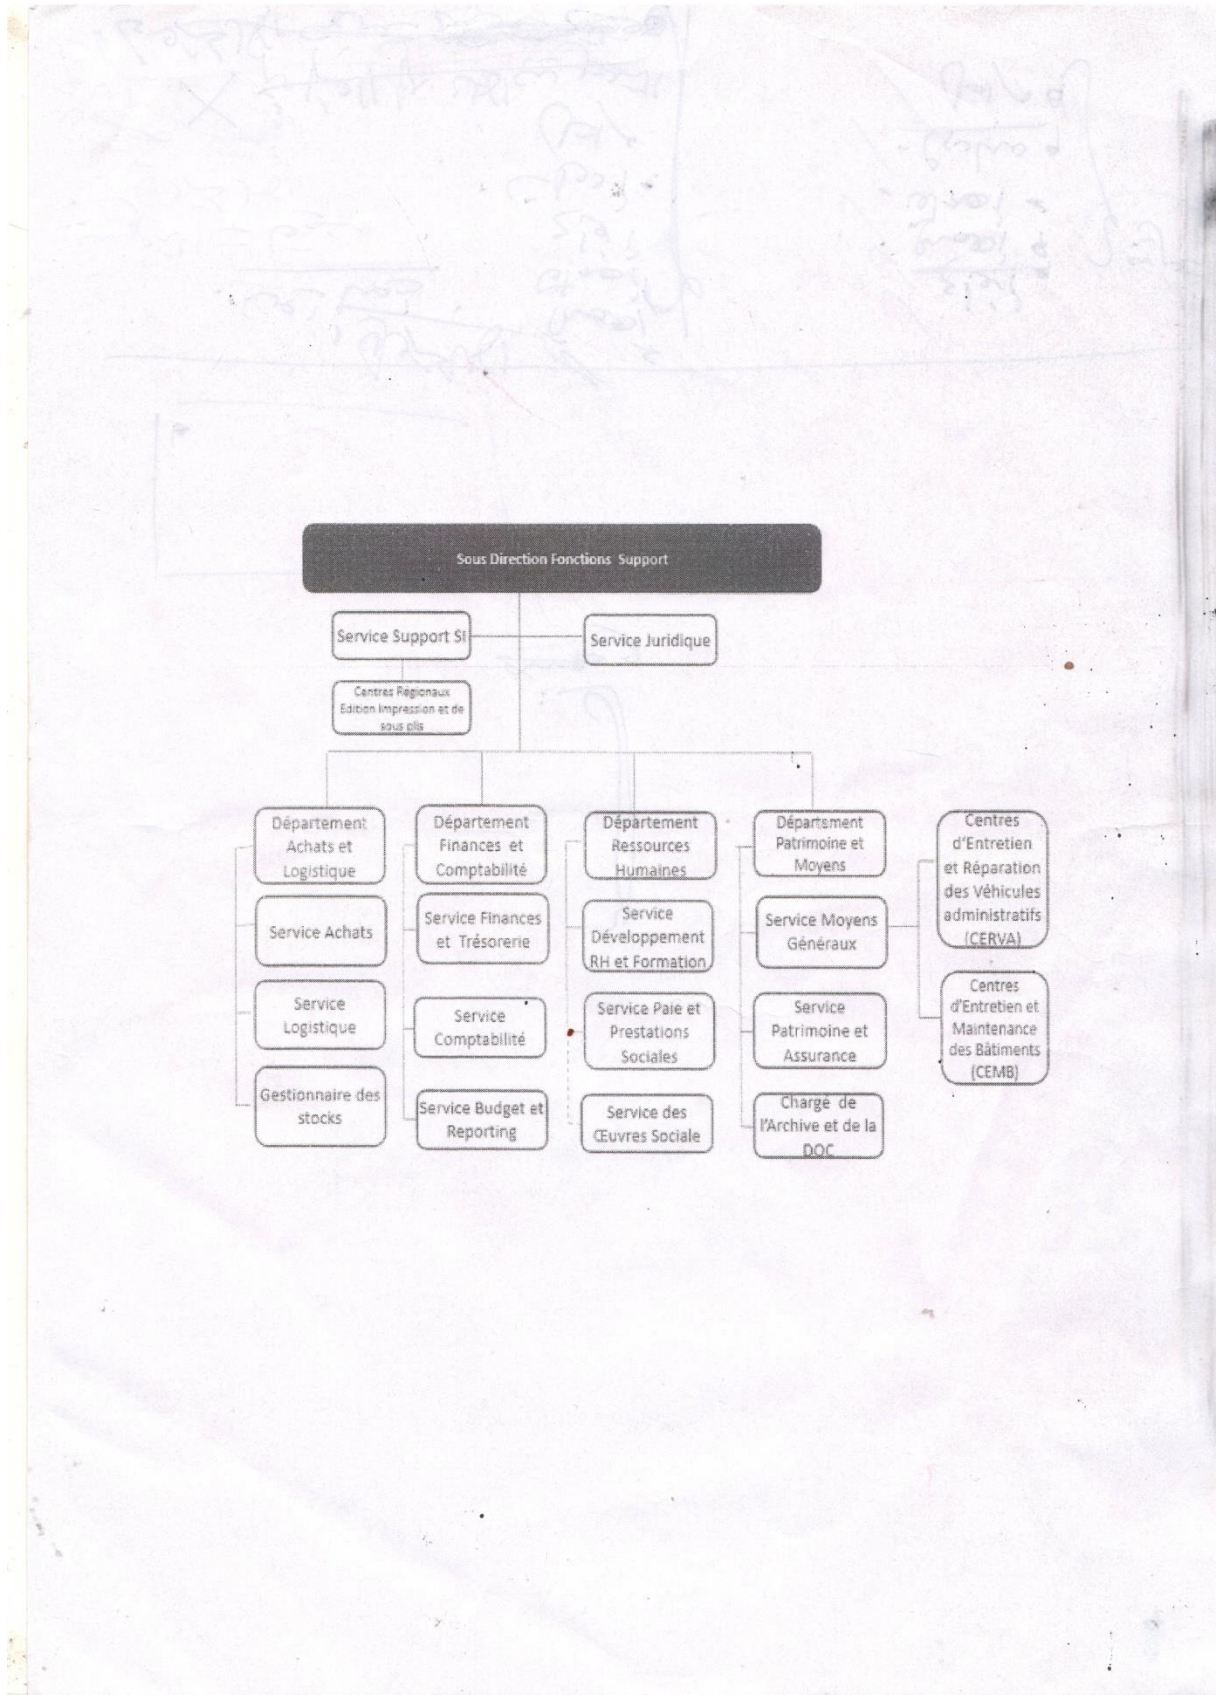 Sous Direction Fonctions Support
Service Support SI
Service Juridique
Centres Régionaux
Edition Impression et de
sous plis
Département
Achats et
Logistique
Service Achats
Service
Logistique
Gestionnaire des
stocks
Département
Finances et
Comptabilité
Service Finances
et Trésorerie
Service
Comptabilité
Service Budget et
Reporting
Département
Ressources
Humaines
Service
Développement
RH et Formation
Service Paie et
Prestations
Sociales
Service des
Œuvres Sociale
Département
Patrimoine et
Moyens
Service Moyens
Généraux
Service
Patrimoine et
Assurance
Chargé de
l'Archive et de la
DOC
Centres
d'Entretien
et Réparation
des Véhicules
administratifs
(CERVA)
Centres
d'Entretien et
Maintenance
des Bâtiments
(CEMB)